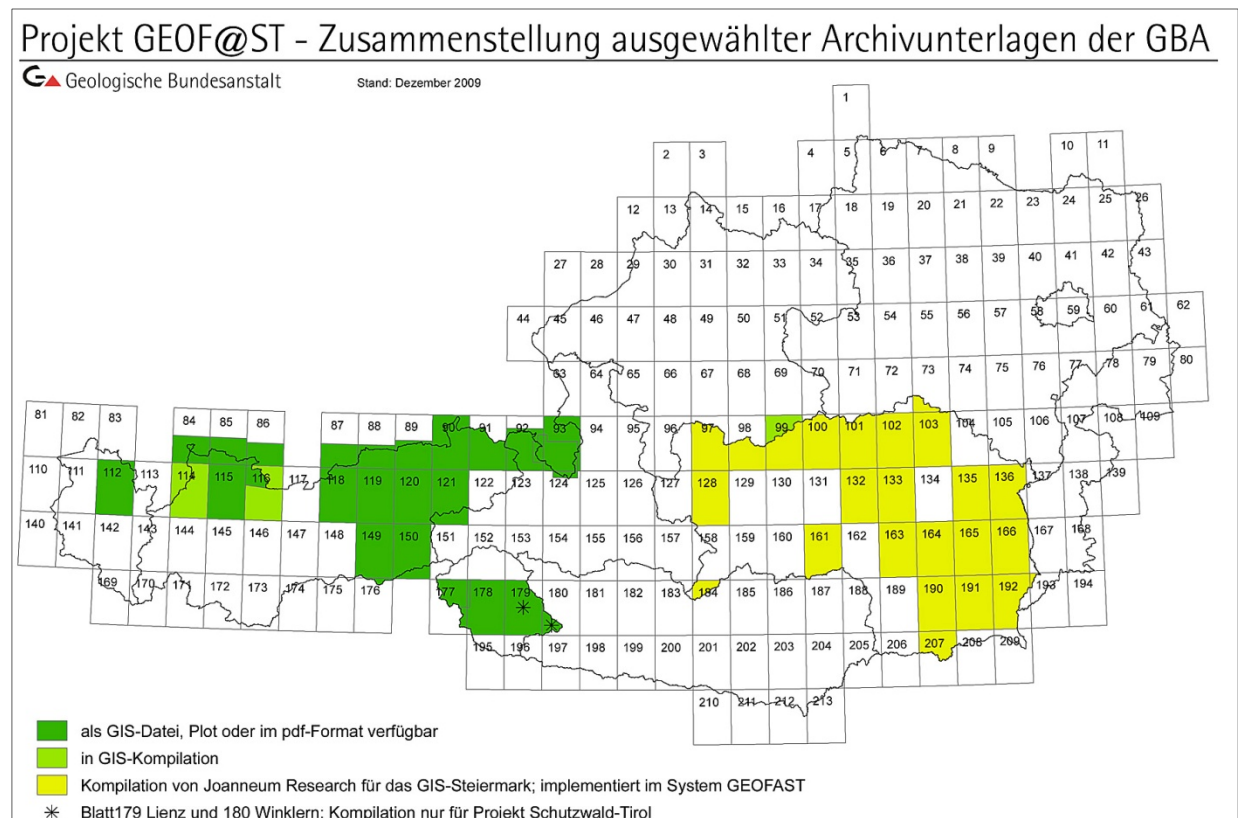 Projekt GEOF@ST - Zusammenstellung ausgewählter Archivunterlagen der GBA
Geologische Bundesanstalt Stand: Dezember 2009
1
2 3 4 5 6 7 8 9 10 11
12 13 14 15 16 17 18 19 20 21 22 23 24 25 26
27 28 29 30 31 32 33 34 35 36 37 38 39 40 41 42 43
44 45 46 47 48 49 50 51 52 53 54 55 56 57 58 59 60 61 62
63 64 65 66 67 68 69 70 71 72 73 74 75 76 77 78 79 80
81 82 83 84 85 86 87 88 89 90 91 92 93 94 95 96 97 98 99 100 101 102 103 104 105 106 107 108 109
110 111 112 113 114 115 116 117 118 119 120 121 122 123 124 125 126 127 128 129 130 131 132 133 134 135 136 137 138 139
140 141 142 143 144 145 146 147 148 149 150 151 152 153 154 155 156 157 158 159 160 161 162 163 164 165 166 167 168
169 170 171 172 173 174 175 176 177 178 179 180 181 182 183 184 185 186 187 188 189 190 191 192 193 194
195 196 197 198 199 200 201 202 203 204 205 206 207 208 209
210 211 212 213
als GIS-Datei, Plot oder im pdf-Format verfügbar
in GIS-Kompilation
Kompilation von Joanneum Research für das GIS-Steiermark; implementiert im System GEOFAST
Blatt179 Lienz und 180 Winklern: Kompilation nur für Projekt Schutzwald-Tirol